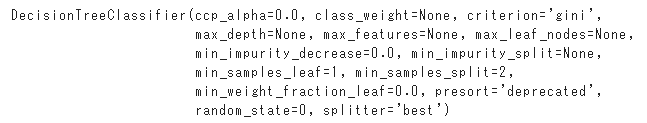 DecisionTreeClassifier(ccp_alpha=0.0, class_weight=None, criterion='gini',
max_depth=None, max_features=None, max_leaf_nodes=None,
min_impurity_decrease=0.0, min_impurity_split=None,
min_samples_leaf=1, min_samples_split=2,
min_weight_fraction_leaf=0.0, presort='deprecated',
random_state=0, splitter='best')